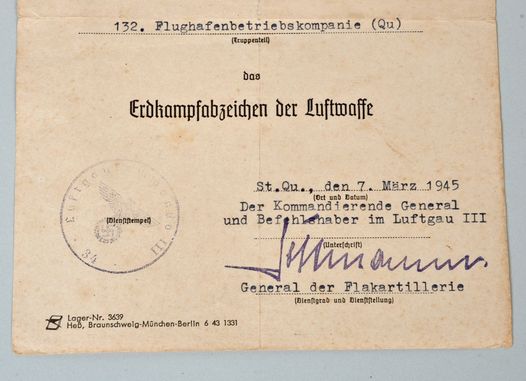 132. Flughafenbetriebskompanie (Qu)
(Truppenteil)
das
Erdkampfabzeichen der Luftwaffe
St.Qu., den 7. März 1945
(Ort und Datum)
Der Kommandierende General
und Befehlshaber im Luftgau III
(Dienststempel)
(Unterschrift)
General der Flakartillerie
(Dienstgrad und Dienststellung)
Lager-Nr. 3639
Heß, Braunschweig-München-Berlin 6 43 1331